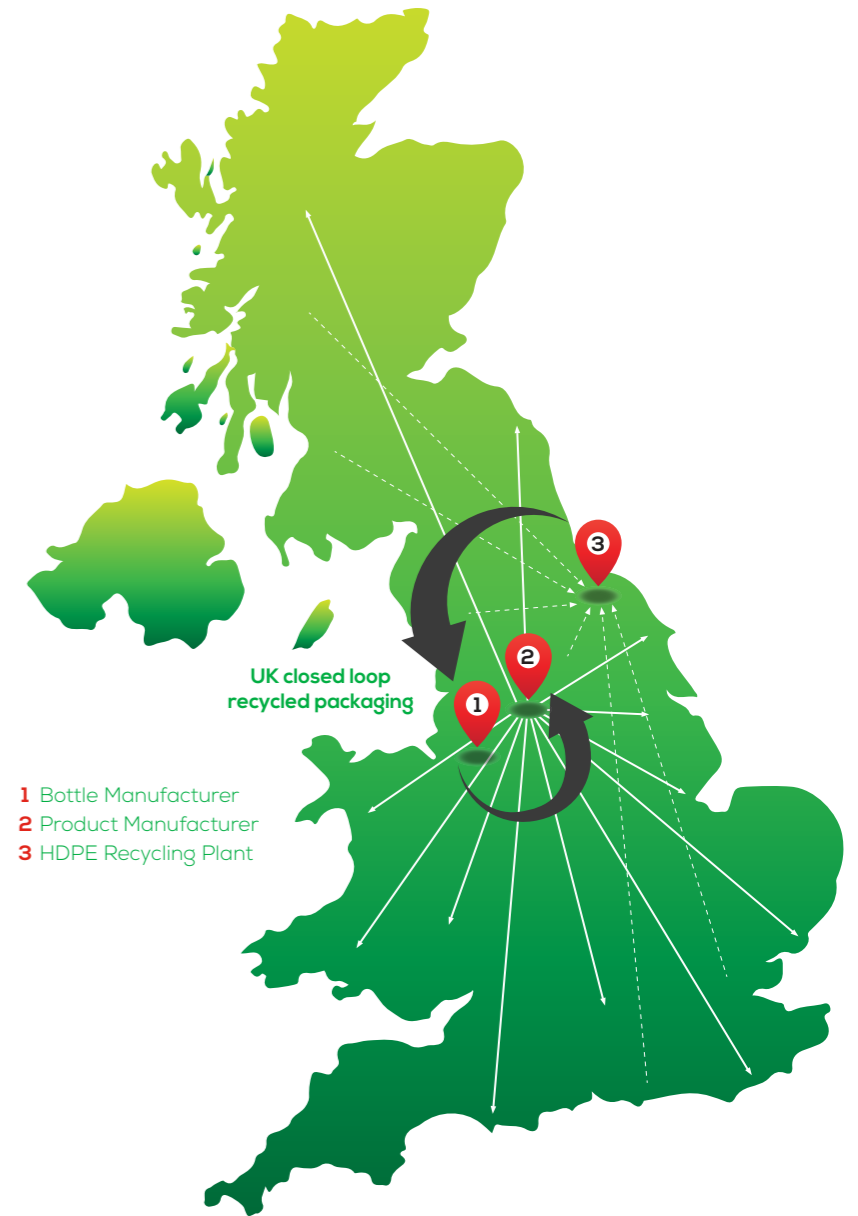 3
2
UK closed loop
recycled packaging
1
1 Bottle Manufacturer
2 Product Manufacturer
3 HDPE Recycling Plant